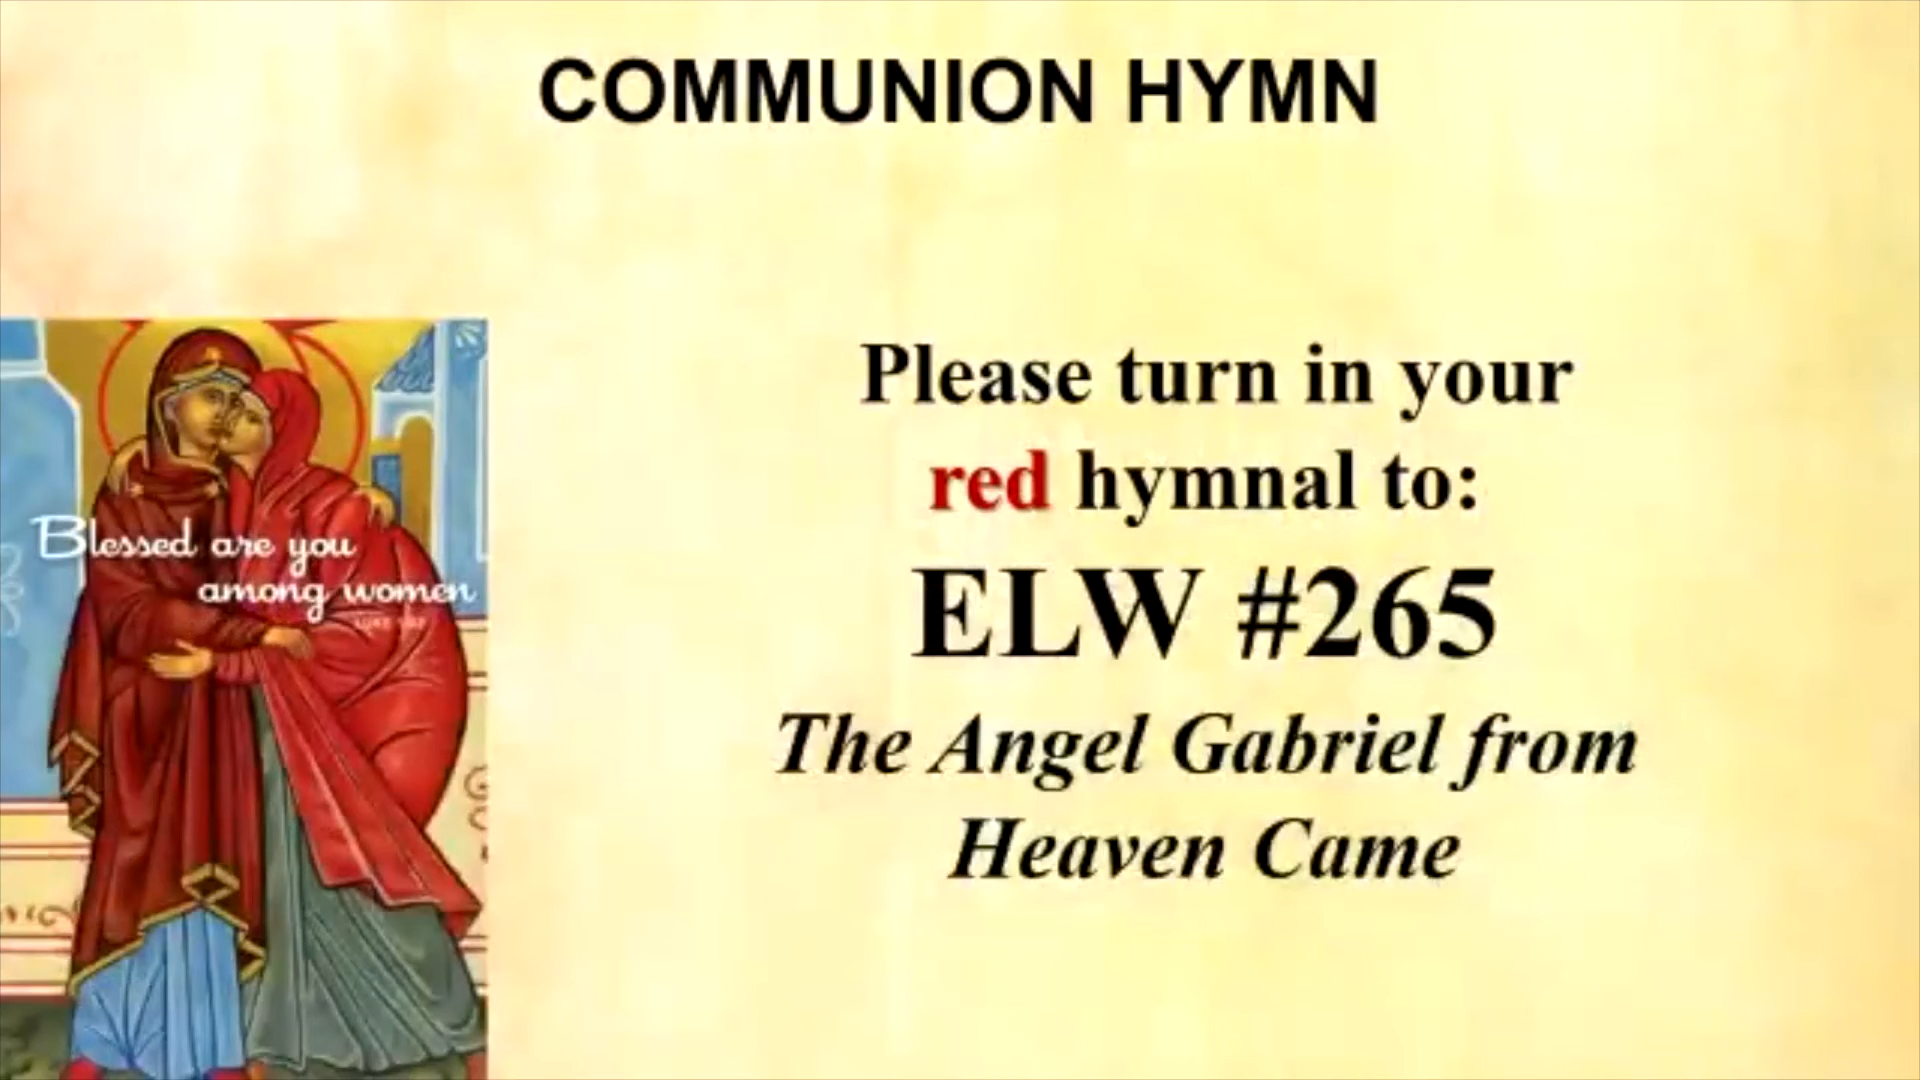 COMMUNION HYMN
Please turn in your
red hymnal to:
ELW #265
The Angel Gabriel from
Heaven Came
Blessed are you
among women